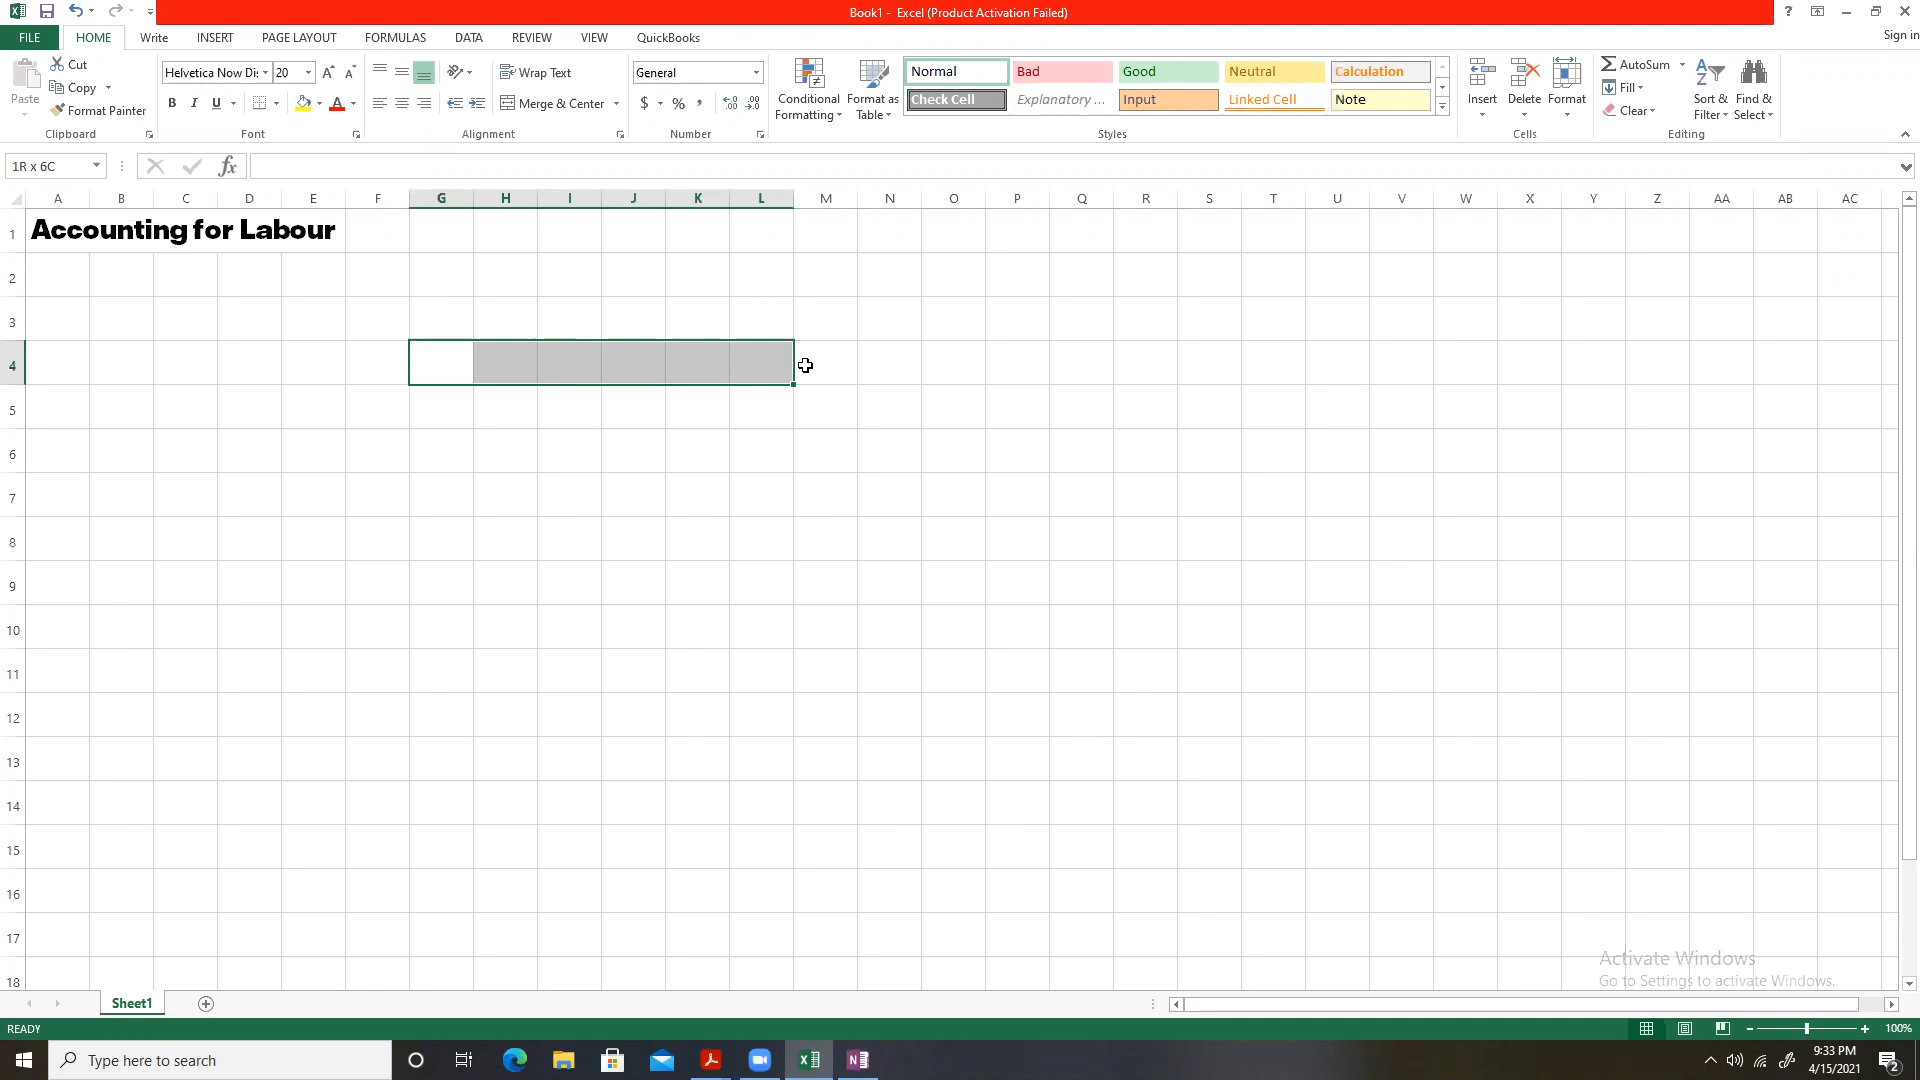 Book1 - Excel (Product Activation Failed)
FILE HOME Write INSERT PAGE LAYOUT FORMULAS DATA REVIEW VIEW QuickBooks
Sign in
Paste
Cut
Copy
Format Painter
Clipboard
Helvetica Now Di: 20
B I U
Font
Wrap Text
Merge & Center
Alignment
General
$ % ,
Number
Conditional Formatting
Format as Table
Normal Bad Good Neutral Calculation
Check Cell Explanatory ... Input Linked Cell Note
Styles
Insert Delete Format
Cells
AutoSum
Fill
Clear
Sort & Filter
Find & Select
Editing
1R x 6C
fx
A B C D E F G H I J K L M N O P Q R S T U V W X Y Z AA AB AC
1 Accounting for Labour
2
3
4
5
6
7
8
9
10
11
12
13
14
15
16
17
18
Activate Windows
Go to Settings to activate Windows.
Sheet1
READY
100%
Type here to search
9:33 PM
4/15/2021
2